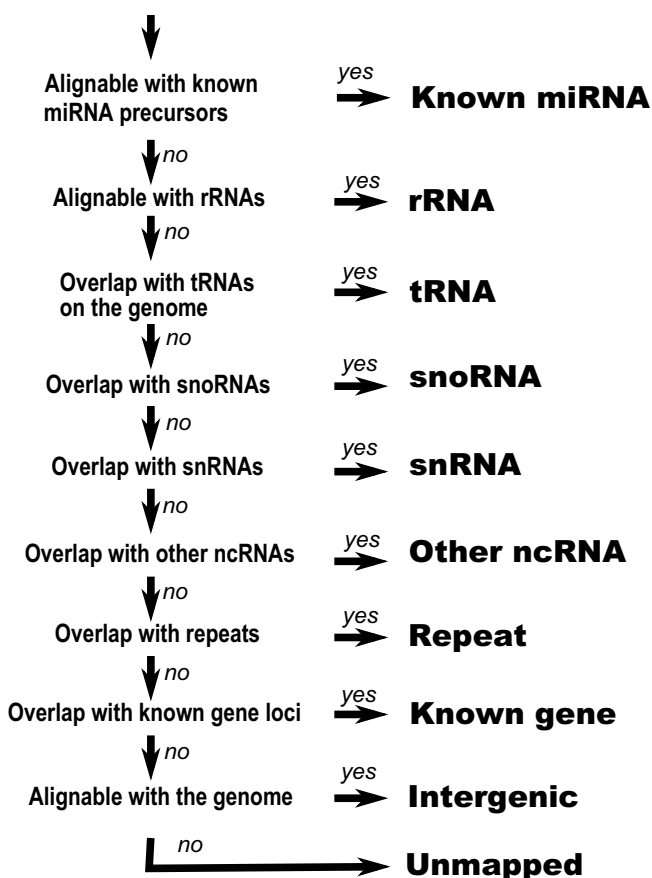 Alignable with known
miRNA precursors
yes
Known miRNA
no
Alignable with rRNAs
yes
rRNA
no
Overlap with tRNAs
on the genome
yes
tRNA
no
Overlap with snoRNAs
yes
snoRNA
no
Overlap with snRNAs
yes
snRNA
no
Overlap with other ncRNAs
yes
Other ncRNA
no
Overlap with repeats
yes
Repeat
no
Overlap with known gene loci
yes
Known gene
no
Alignable with the genome
yes
Intergenic
no
Unmapped